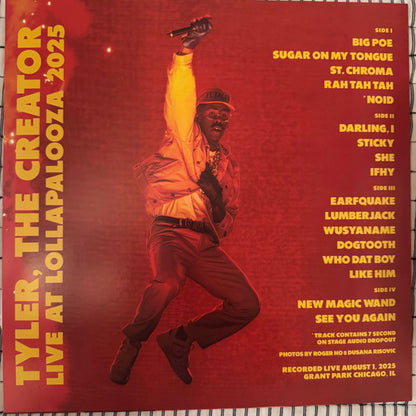 TYLER, THE CREATOR
LIVE AT LOLLAPALOOZA 2025
SIDE I
BIG POE
SUGAR ON MY TONGUE
ST. CHROMA
RAH TAH TAH
*NOID
SIDE II
DARLING, I
STICKY
SHE
IFHY
SIDE III
EARFQUAKE
LUMBERJACK
WUSYANAME
DOGTOOTH
WHO DAT BOY
LIKE HIM
SIDE IV
NEW MAGIC WAND
SEE YOU AGAIN
*TRACK CONTAINS 7 SECOND
ON STAGE AUDIO DROPOUT
PHOTOS BY ROGER HO & DUSANA RISOVIC
RECORDED LIVE AUGUST 1, 2025
GRANT PARK CHICAGO, IL